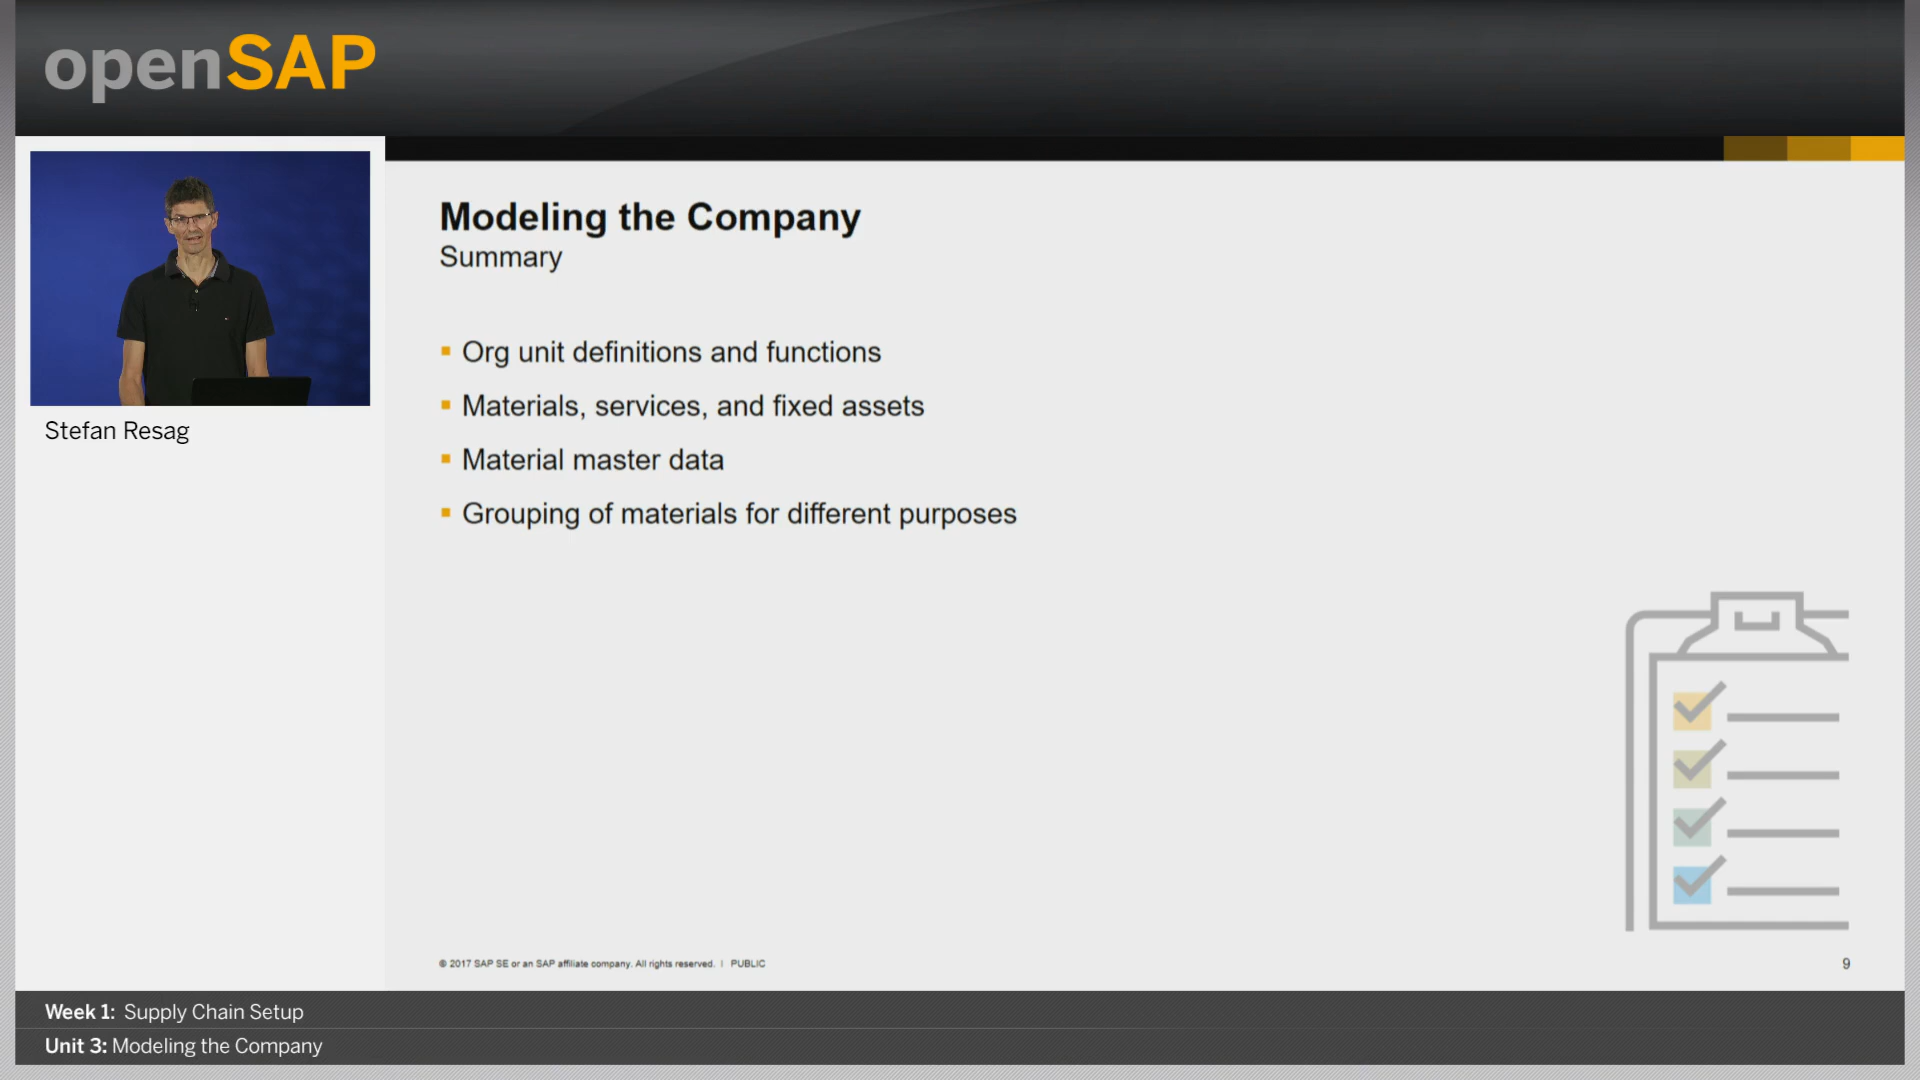 openSAP
Stefan Resag
Modeling the Company
Summary
Org unit definitions and functions
Materials, services, and fixed assets
Material master data
Grouping of materials for different purposes
© 2017 SAP SE or an SAP affiliate company. All rights reserved. | PUBLIC
9
Week 1: Supply Chain Setup
Unit 3: Modeling the Company